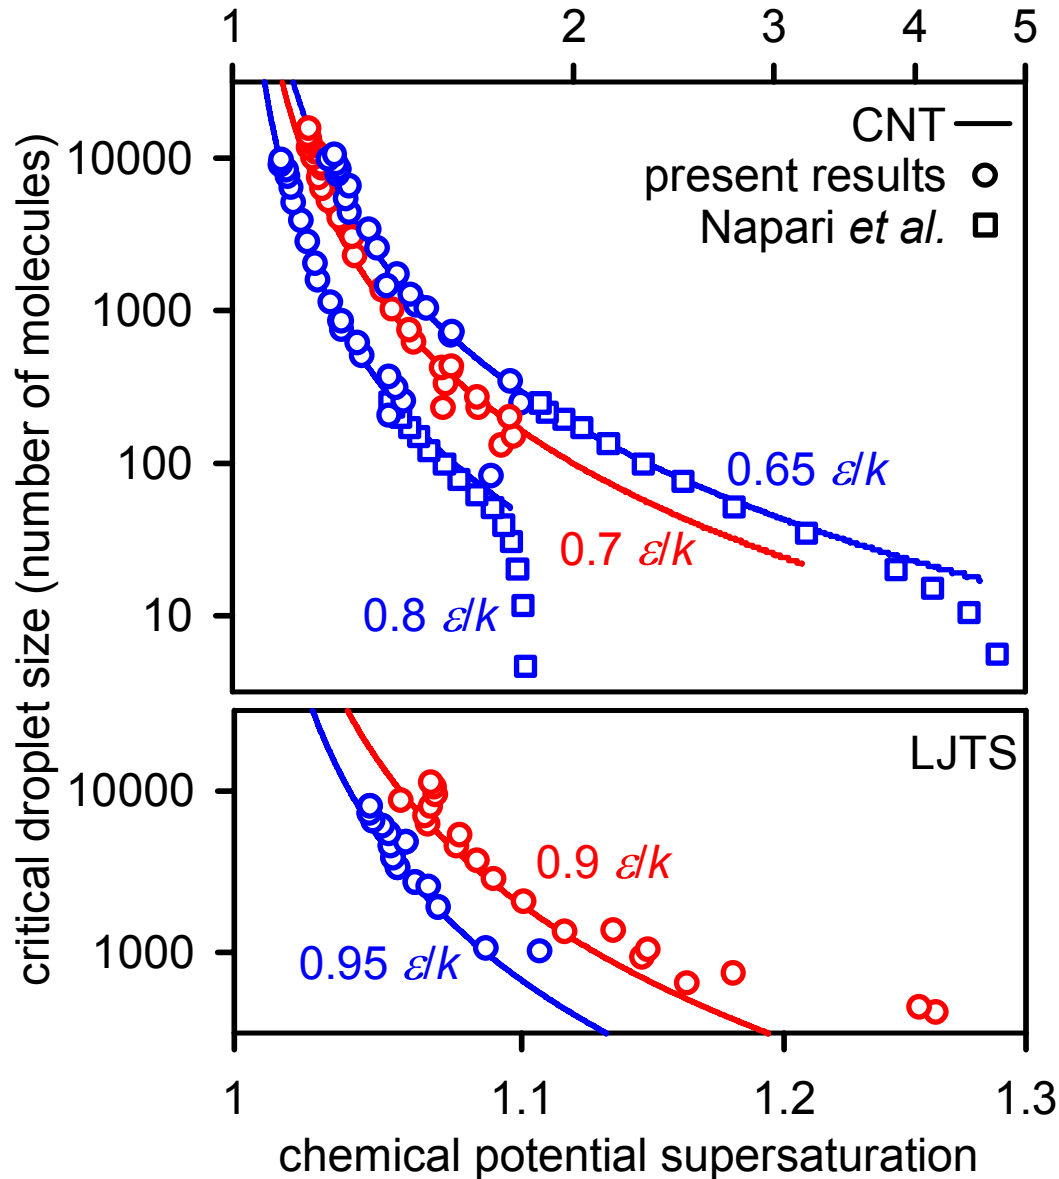 1 2 3 4 5
critical droplet size (number of molecules)
10000
1000
100
10
CNT
present results
Napari et al.
0.65 ε/k
0.7 ε/k
0.8 ε/k
LJTS
10000
1000
0.9 ε/k
0.95 ε/k
1 1.1 1.2 1.3
chemical potential supersaturation